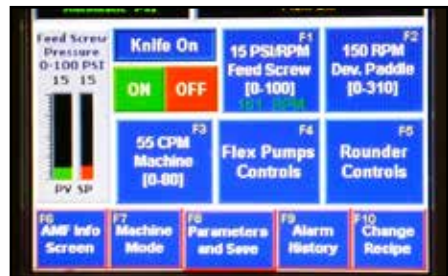 Feed Screw
Pressure
0-100 PSI
15 15
PV SP
Knife On
ON OFF
F1
15 PSI/RPM
Feed Screw
[0-100]
F2
150 RPM
Dev. Paddle
[0-310]
F3
55 CPM
Machine
[0-80]
F4
Flex Pumps
Controls
F5
Rounder
Controls
F6
AMF Info
Screen
F7
Machine
Mode
F8
Parameters
and Save
F9
Alarm
History
F10
Change
Recipe